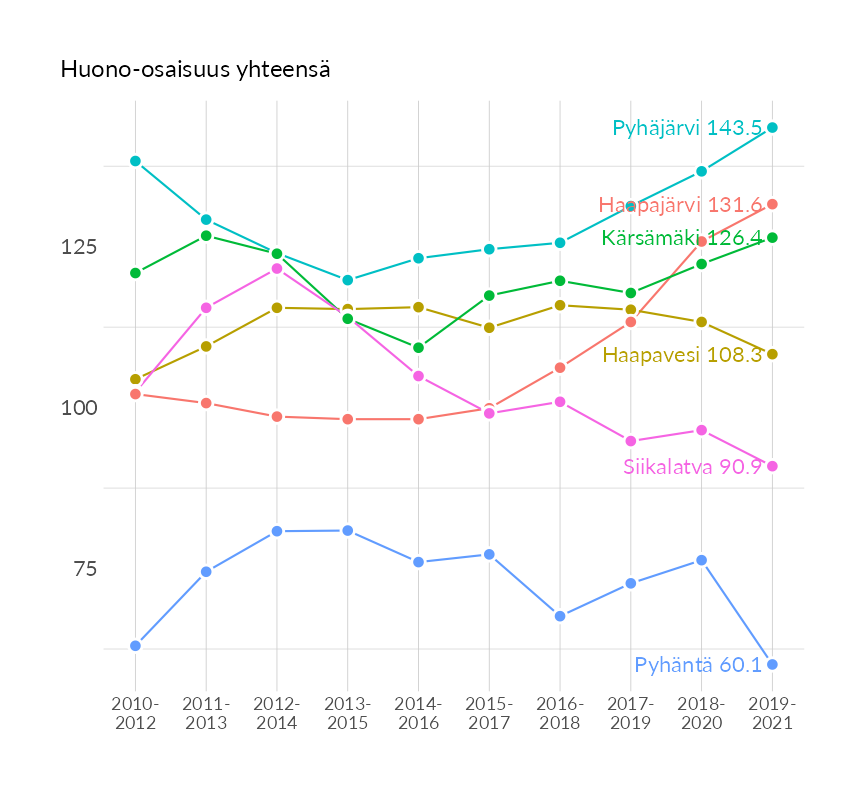 Huono-osaisuus yhteensä
Pyhäjärvi 143.5
Haapajärvi 131.6
Kärsämäki 126.4
125
Haapavesi 108.3
100
Siikalatva 90.9
75
Pyhäntä 60.1
2010- 2011- 2012- 2013- 2014- 2015- 2016- 2017- 2018- 2019-
2012 2013 2014 2015 2016 2017 2018 2019 2020 2021